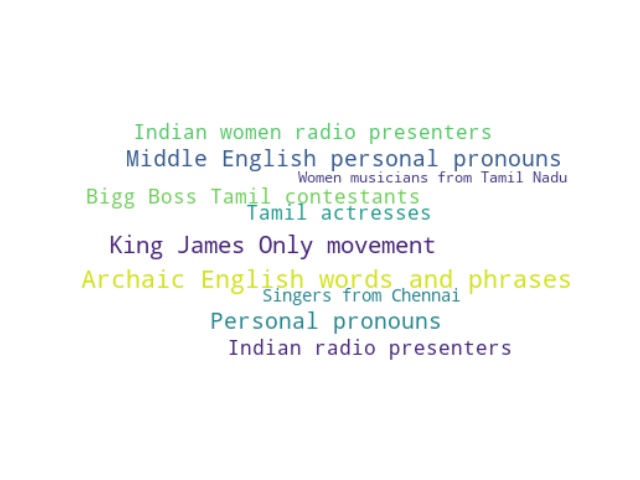 Indian women radio presenters
Middle English personal pronouns
Women musicians from Tamil Nadu
Bigg Boss Tamil contestants
Tamil actresses
King James Only movement
Archaic English words and phrases
Singers from Chennai
Personal pronouns
Indian radio presenters